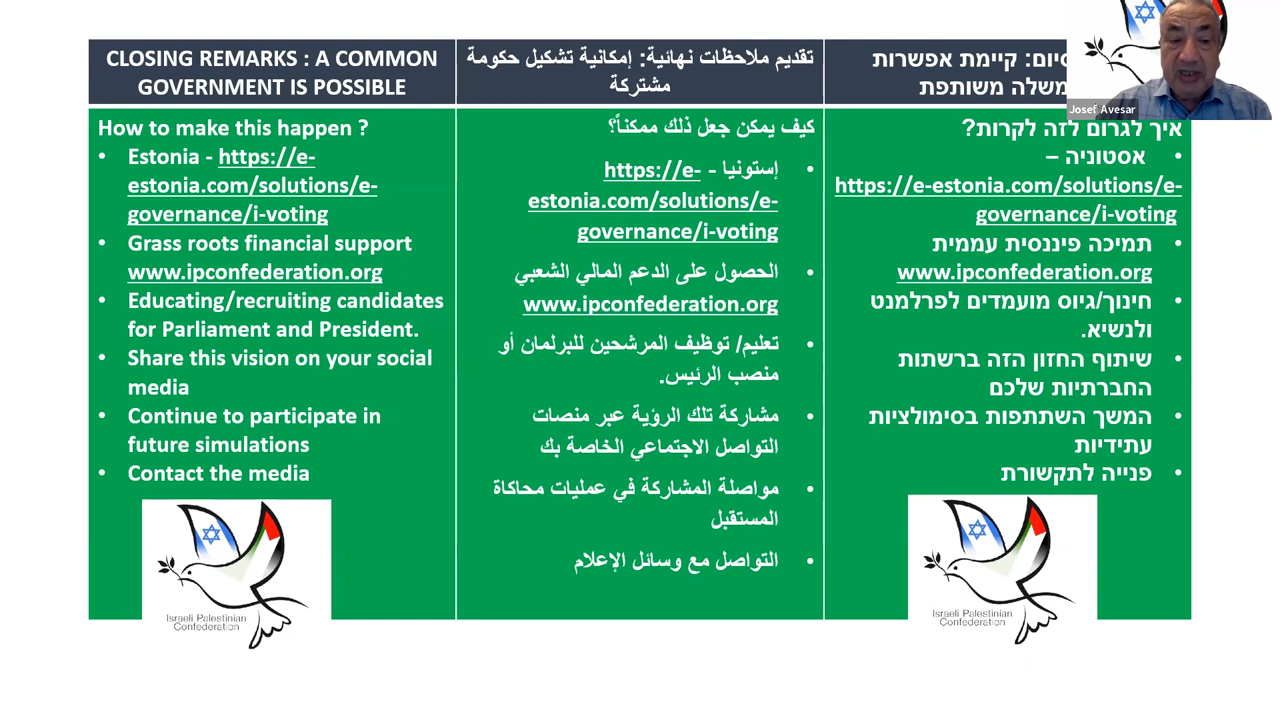 CLOSING REMARKS : A COMMON
GOVERNMENT IS POSSIBLE
How to make this happen ?
• Estonia - https://e-
estonia.com/solutions/e-
governance/i-voting
• Grass roots financial support
www.ipconfederation.org
• Educating/recruiting candidates
for Parliament and President.
• Share this vision on your social
media
• Continue to participate in
future simulations
• Contact the media
Israeli Palestinian
Confederation
تقديم ملاحظات نهائية: إمكانية تشكيل حكومة
مشتركة
كيف يمكن جعل ذلك ممكناً؟
• إستونيا - https://e-
estonia.com/solutions/e-
governance/i-voting
• الحصول على الدعم المالي الشعبي
www.ipconfederation.org
• تعليم/ توظيف المرشحين للبرلمان أو
منصب الرئيس.
• مشاركة تلك الرؤية عبر منصات
التواصل الاجتماعي الخاصة بك
• مواصلة المشاركة في عمليات محاكاة
المستقبل
• التواصل مع وسائل الإعلام
סיום: קיימת אפשרות
משלה משותפת
איך לגרום לזה לקרות?
• אסטוניה –
https://e-estonia.com/solutions/e-
governance/i-voting
• תמיכה פיננסית עממית
www.ipconfederation.org
• חינוך/גיוס מועמדים לפרלמנט
ולנשיא.
• שיתוף החזון הזה ברשתות
החברתיות שלכם
• המשך השתתפות בסימולציות
עתידיות
• פנייה לתקשורת
Israeli Palestinian
Confederation
Josef Avesar